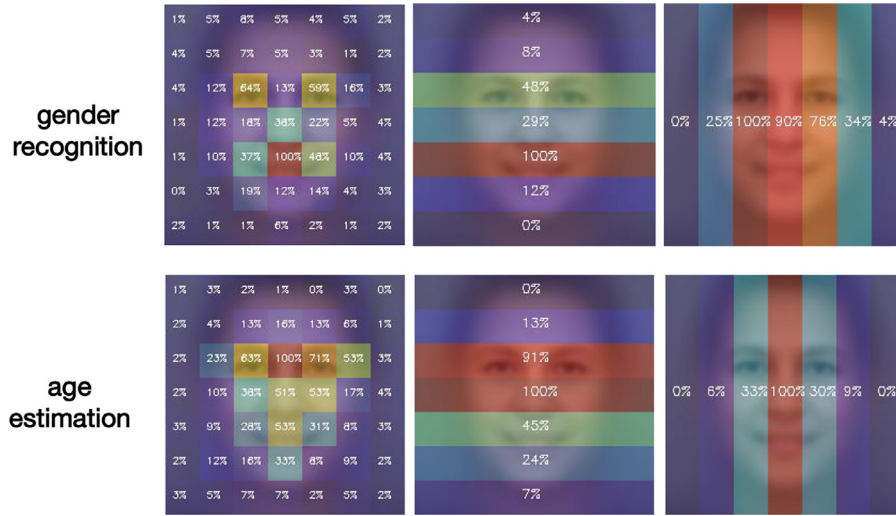 gender
recognition
1% 5% 8% 5% 4% 5% 2%
4% 5% 7% 5% 3% 1% 2%
4% 12% 64% 13% 59% 16% 3%
1% 12% 18% 38% 22% 5% 4%
1% 10% 37% 100% 48% 10% 4%
0% 3% 19% 12% 14% 4% 3%
2% 1% 1% 6% 2% 1% 2%
4%
8%
48%
29%
100%
12%
0%
0% 25% 100% 90% 76% 34% 4%
age
estimation
1% 3% 2% 1% 0% 3% 0%
2% 4% 13% 16% 13% 6% 1%
2% 23% 63% 100% 71% 53% 3%
2% 10% 36% 51% 53% 17% 4%
3% 9% 28% 53% 31% 8% 3%
2% 12% 16% 33% 8% 9% 2%
3% 5% 7% 7% 2% 5% 2%
0%
13%
91%
100%
45%
24%
7%
0% 6% 33% 100% 30% 9% 0%